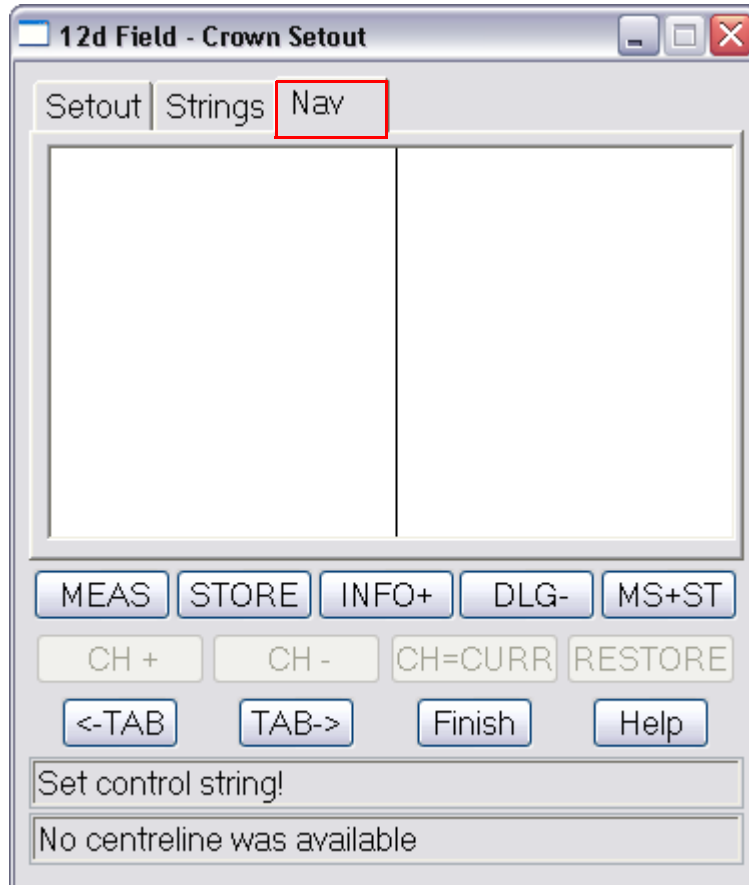 12d Field - Crown Setout
Setout Strings Nav
MEAS STORE INFO+ DLG- MS+ST
CH + CH - CH=CURR RESTORE
<-TAB TAB-> Finish Help
Set control string!
No centreline was available